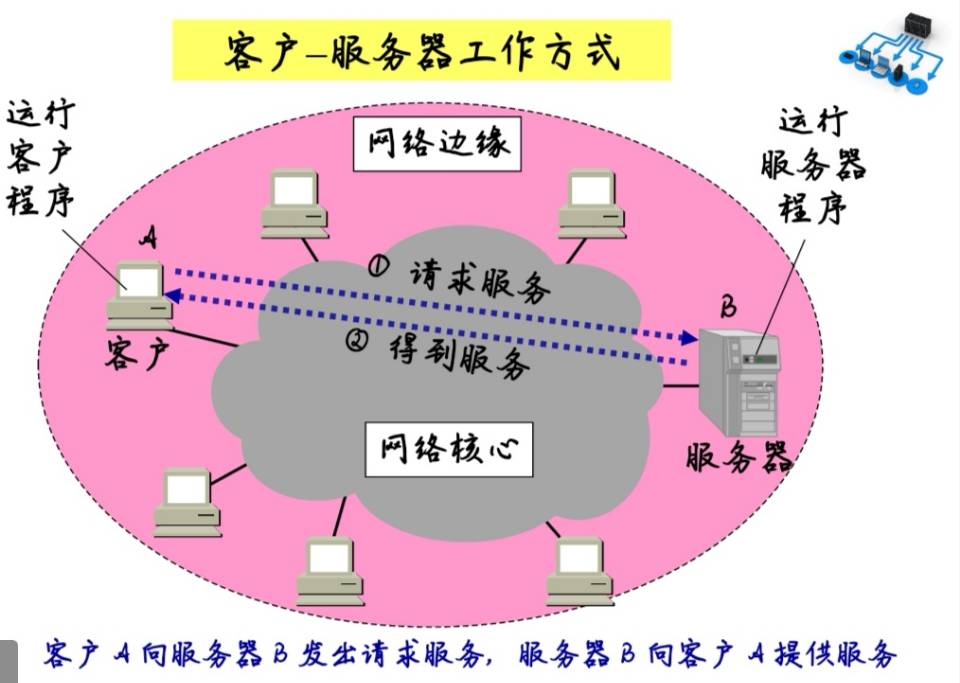 客户–服务器工作方式
运行
客户
程序
网络边缘
运行
服务器
程序
A
① 请求服务
B
② 得到服务
客户
网络核心
服务器
客户 A 向服务器 B 发出请求服务，服务器 B 向客户 A 提供服务